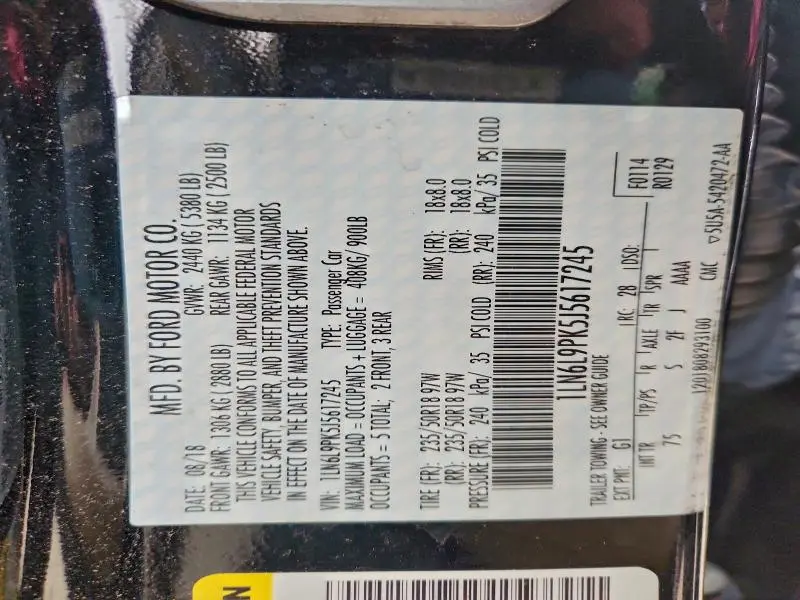 MFD. BY FORD MOTOR CO.
DATE: 08/18 GVWR: 2440 KG ( 5380 LB)
FRONT GAWR: 1306 KG ( 2880 LB) REAR GAWR: 1134 KG ( 2500 LB)
THIS VEHICLE CONFORMS TO ALL APPLICABLE FEDERAL MOTOR
VEHICLE SAFETY, BUMPER, AND THEFT PREVENTION STANDARDS
IN EFFECT ON THE DATE OF MANUFACTURE SHOWN ABOVE.
VIN: 1LN6L9PK5J5617245 TYPE: Passenger Car
MAXIMUM LOAD = OCCUPANTS + LUGGAGE = 408KG/ 900LB
OCCUPANTS = 5 TOTAL; 2 FRONT, 3 REAR
TIRE (FR): 235/50R18 97W RIMS (FR): 18x8.0
(RR): 235/50R18 97W (RR): 18x8.0
PRESSURE (FR): 240 kPa/ 35 PSI COLD (RR): 240 kPa/ 35 PSI COLD
1LN6L9PK5J5617245
TRAILER TOWING - SEE OWNER GUIDE
EXT PNT: G1 RC: 28 DSO: F0114
R0129
INT TR TP/PS R AXLE TR SPR
75 S 2F J AAAA
1201808293100 CMC ▽5U5A-5420472-AA
N